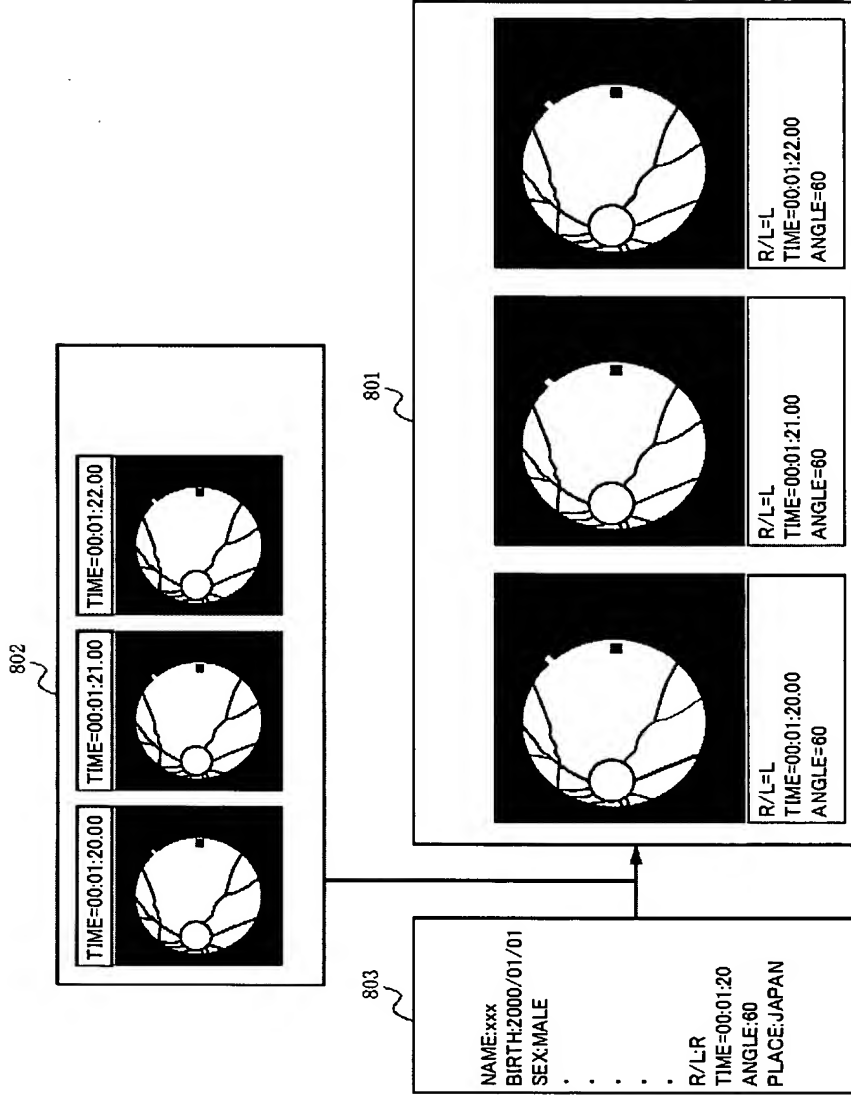 802
TIME=00:01:20.00
TIME=00:01:21.00
TIME=00:01:22.00
803
NAME:xxx
BIRTH:2000/01/01
SEX:MALE
.
.
.
.
.
R/L:R
TIME=00:01:20
ANGLE:60
PLACE:JAPAN
801
R/L=L
TIME=00:01:20.00
ANGLE=60
R/L=L
TIME=00:01:21.00
ANGLE=60
R/L=L
TIME=00:01:22.00
ANGLE=60